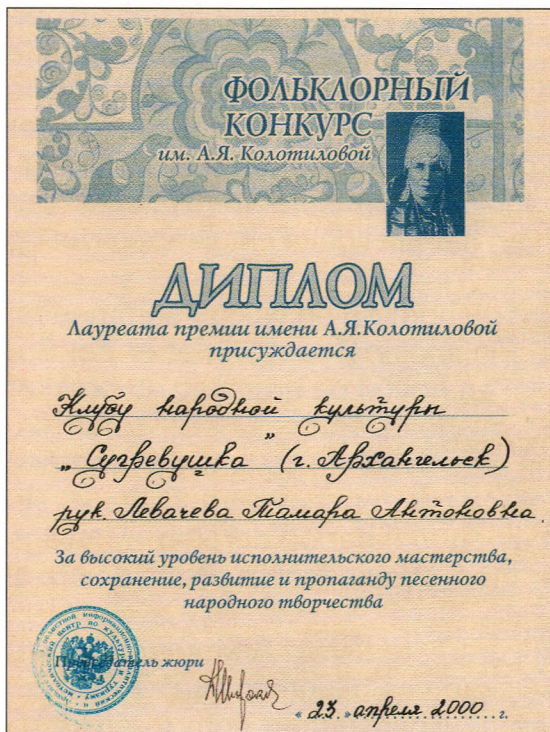 ФОЛЬКЛОРНЫЙ
КОНКУРС
им. А.Я. Колотиловой
ДИПЛОМ
Лауреата премии имени А.Я.Колотиловой
присуждается
Клубу народной культуры
„Сугревушка" (г. Архангельск)
рук. Левачева Тамара Антоновна
За высокий уровень исполнительского мастерства,
сохранение, развитие и пропаганду песенного
народного творчества
Председатель жюри
«23» апреля 2000 г.